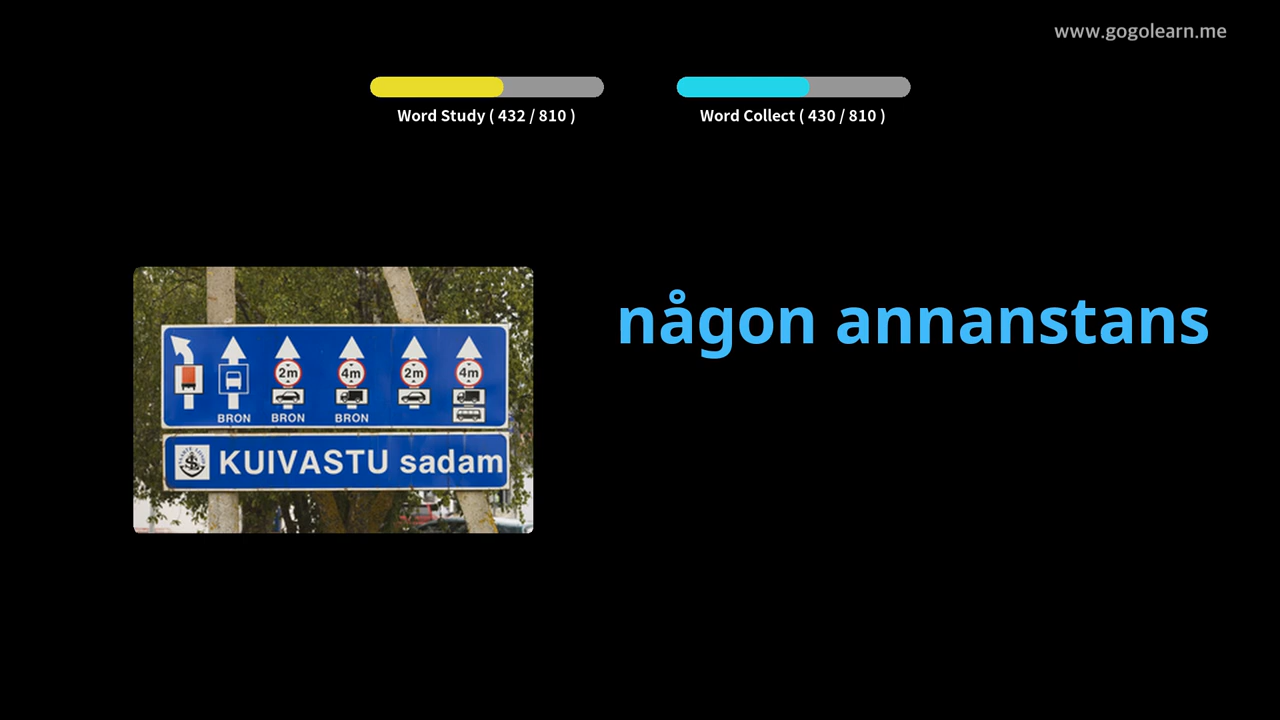 www.gogolearn.me
Word Study ( 432 / 810 )
Word Collect ( 430 / 810 )
någon annanstans
2m
4m
2m
4m
BRON
BRON
BRON
KUIVASTU sadam